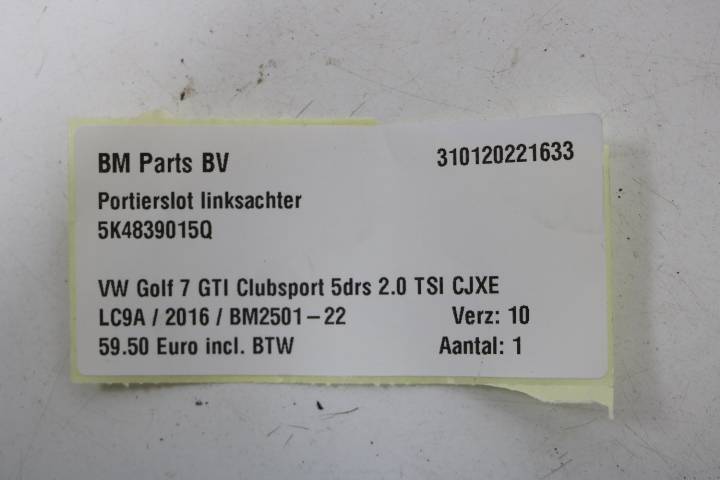 BM Parts BV 310120221633
Portierslot linksachter
5K4839015Q
VW Golf 7 GTI Clubsport 5drs 2.0 TSI CJXE
LC9A / 2016 / BM2501-22 Verz: 10
59.50 Euro incl. BTW Aantal: 1